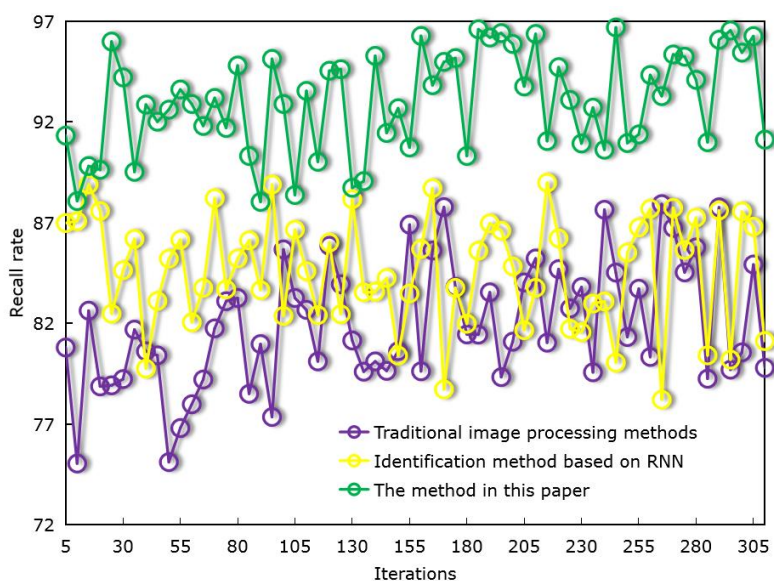 97
92
87
82
77
72
Recall rate
Traditional image processing methods
Identification method based on RNN
The method in this paper
5 30 55 80 105 130 155 180 205 230 255 280 305
Iterations